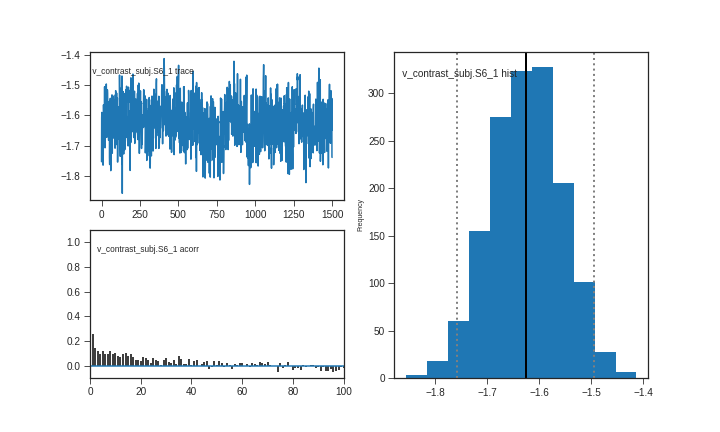 v_contrast_subj.S6_1 trace
−1.4
−1.5
−1.6
−1.7
−1.8
0 250 500 750 1000 1250 1500
v_contrast_subj.S6_1 acorr
1.0
0.8
0.6
0.4
0.2
0.0
0 20 40 60 80 100
v_contrast_subj.S6_1 hist
Frequency
300
250
200
150
100
50
0
−1.8 −1.7 −1.6 −1.5 −1.4